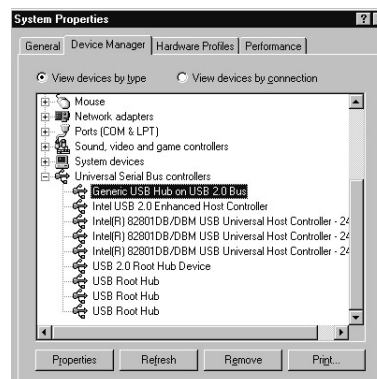 System Properties
General Device Manager Hardware Profiles Performance
View devices by type View devices by connection
Mouse
Network adapters
Ports (COM & LPT)
Sound, video and game controllers
System devices
Universal Serial Bus controllers
Generic USB Hub on USB 2.0 Bus
Intel USB 2.0 Enhanced Host Controller
Intel(R) 82801DB/DBM USB Universal Host Controller - 24
Intel(R) 82801DB/DBM USB Universal Host Controller - 24
Intel(R) 82801DB/DBM USB Universal Host Controller - 24
USB 2.0 Root Hub Device
USB Root Hub
USB Root Hub
USB Root Hub
Properties Refresh Remove Print...